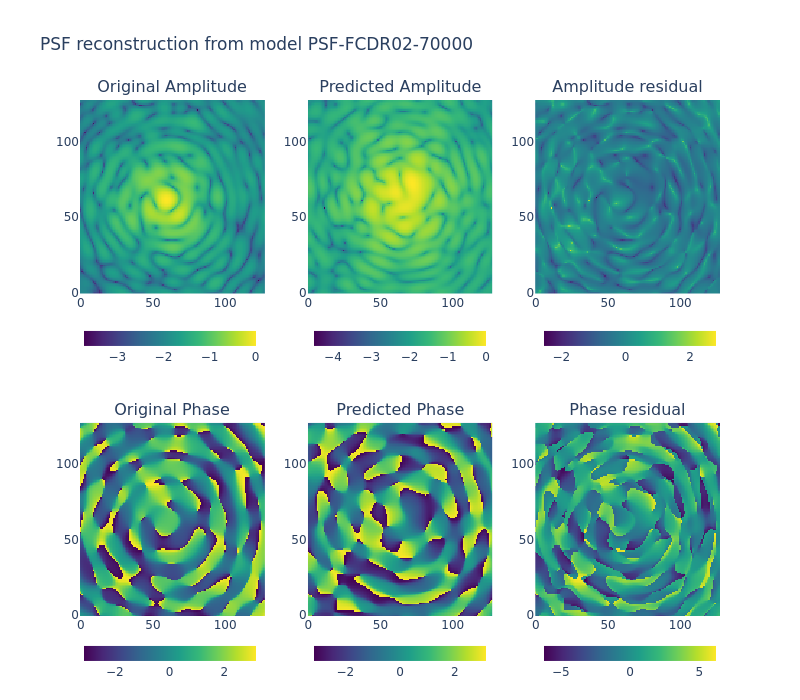 PSF reconstruction from model PSF-FCDR02-70000
Original Amplitude
Predicted Amplitude
Amplitude residual
100
50
0
0 50 100
100
50
0
0 50 100
100
50
0
0 50 100
−3 −2 −1 0
−4 −3 −2 −1 0
−2 0 2
Original Phase
Predicted Phase
Phase residual
100
50
0
0 50 100
100
50
0
0 50 100
100
50
0
0 50 100
−2 0 2
−2 0 2
−5 0 5